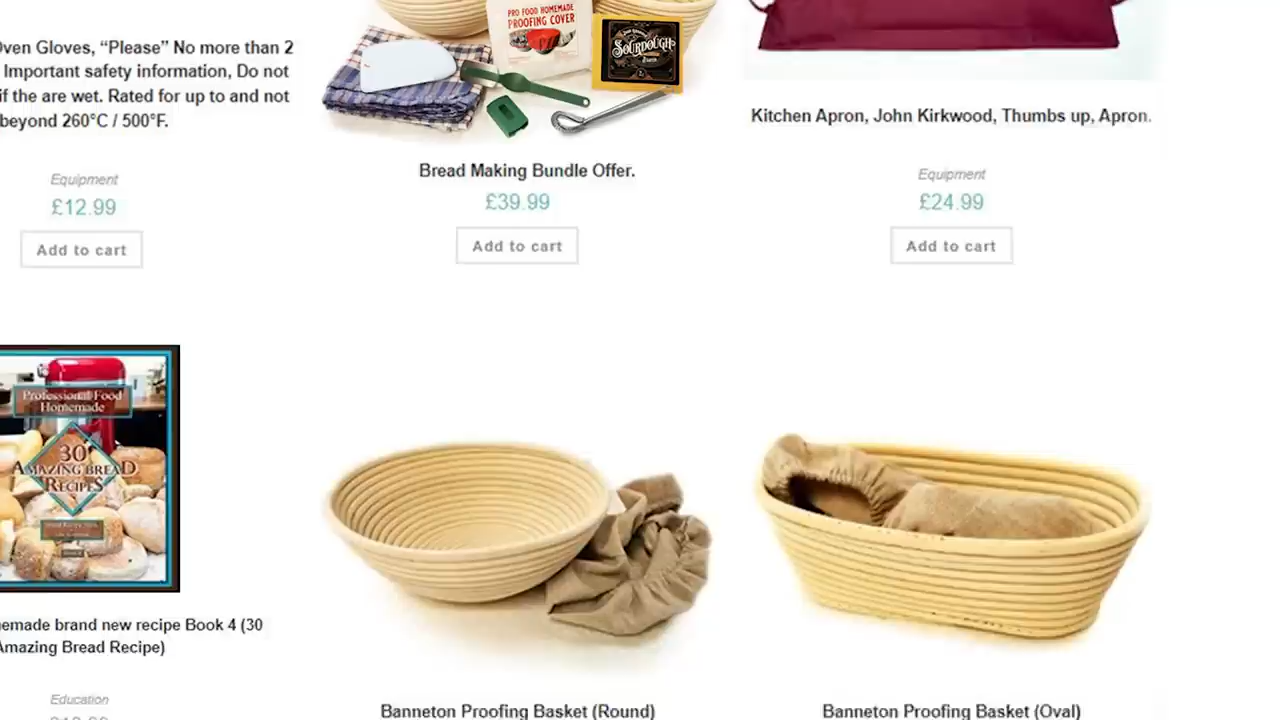 Oven Gloves, “Please” No more than 2
Important safety information, Do not
if the are wet. Rated for up to and not
beyond 260°C / 500°F.
Equipment
£12.99
Add to cart
PRO FOOD HOMEMADE
PROOFING COVER
SOURDOUGH
Bread Making Bundle Offer.
£39.99
Add to cart
Kitchen Apron, John Kirkwood, Thumbs up, Apron.
Equipment
£24.99
Add to cart
Professional Food
Homemade
30
AMAZING BREAD
RECIPES
emade brand new recipe Book 4 (30
Amazing Bread Recipe)
Education
Banneton Proofing Basket (Round)
Banneton Proofing Basket (Oval)